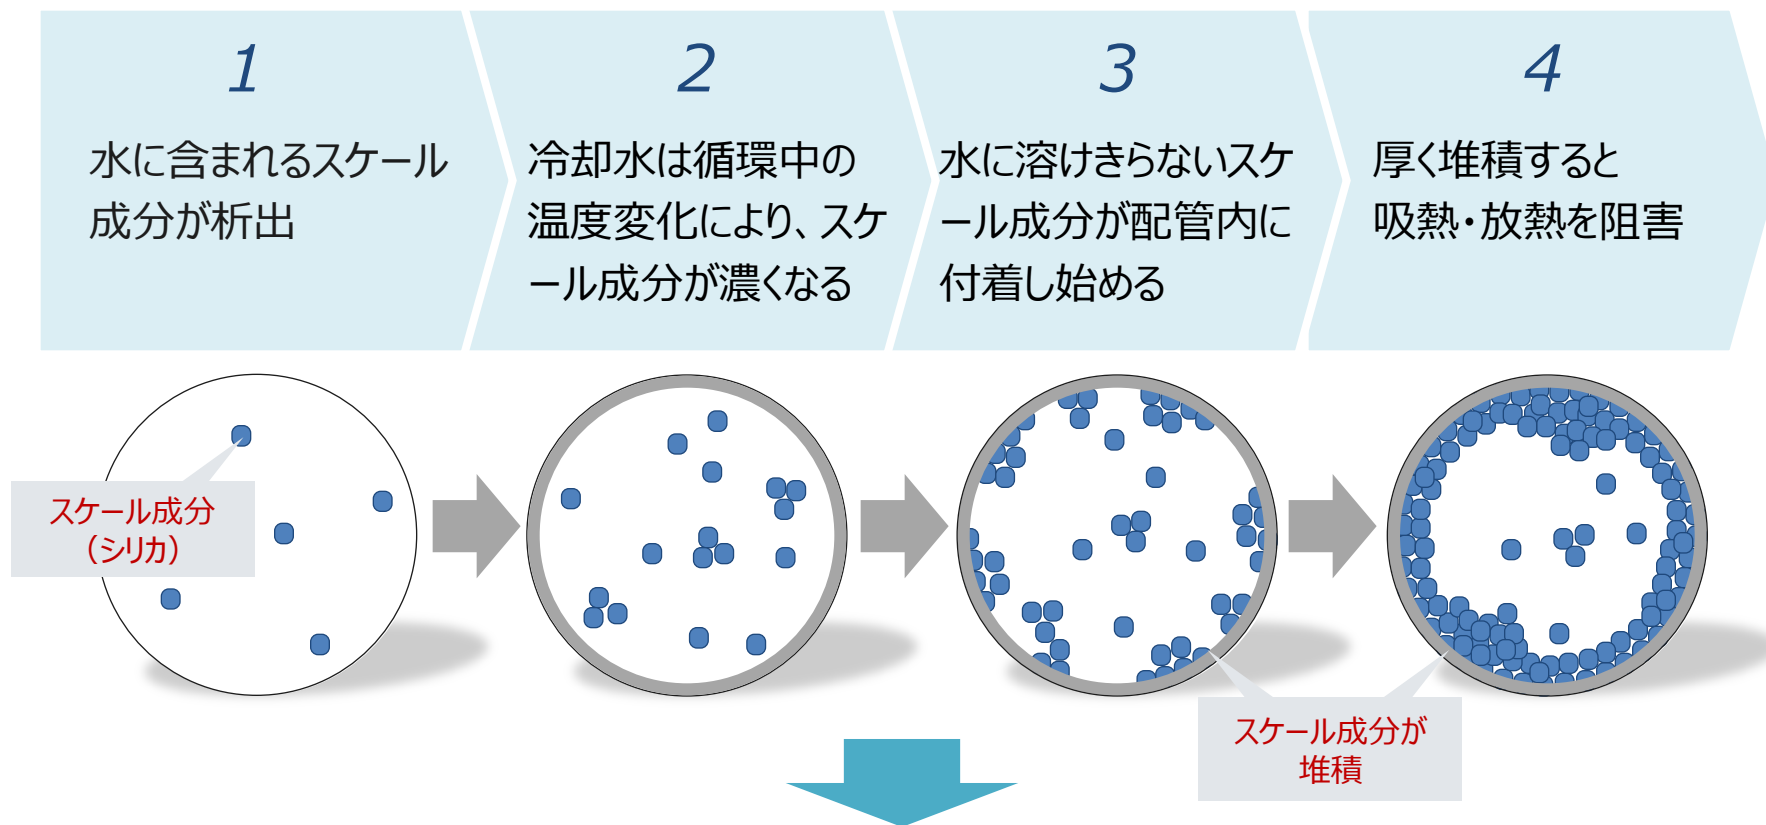 1
水に含まれるスケール
成分が析出
2
冷却水は循環中の
温度変化により、スケ
ール成分が濃くなる
3
水に溶けきらないスケ
ール成分が配管内に
付着し始める
4
厚く堆積すると
吸熱・放熱を阻害
スケール成分
（シリカ）
スケール成分が
堆積